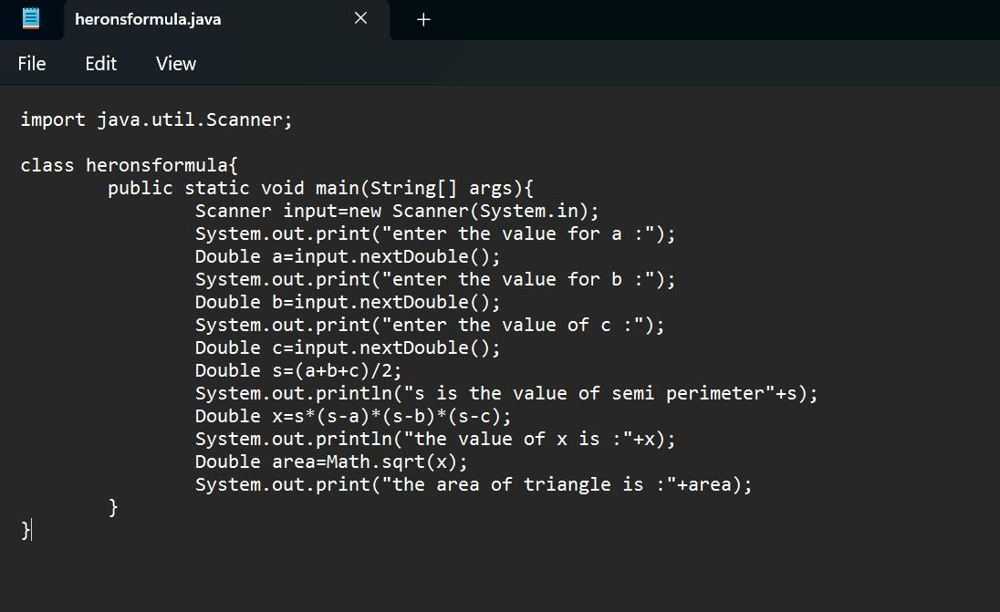 heronsformula.java
File Edit View
import java.util.Scanner;
class heronsformula{
public static void main(String[] args){
Scanner input=new Scanner(System.in);
System.out.print("enter the value for a :");
Double a=input.nextDouble();
System.out.print("enter the value for b :");
Double b=input.nextDouble();
System.out.print("enter the value of c :");
Double c=input.nextDouble();
Double s=(a+b+c)/2;
System.out.println("s is the value of semi perimeter"+s);
Double x=s*(s-a)*(s-b)*(s-c);
System.out.println("the value of x is :"+x);
Double area=Math.sqrt(x);
System.out.print("the area of triangle is :"+area);
}
}